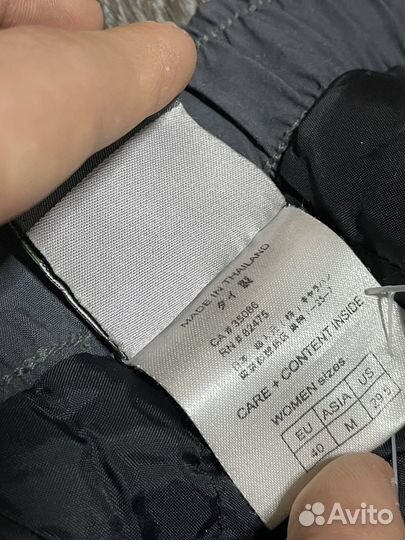 MADE IN THAILAND
タイ製
CA # 35086
RN # 82475
CARE + CONTENT INSIDE
WOMEN sizes
EU ASIA US
40 M 29.5
Avito